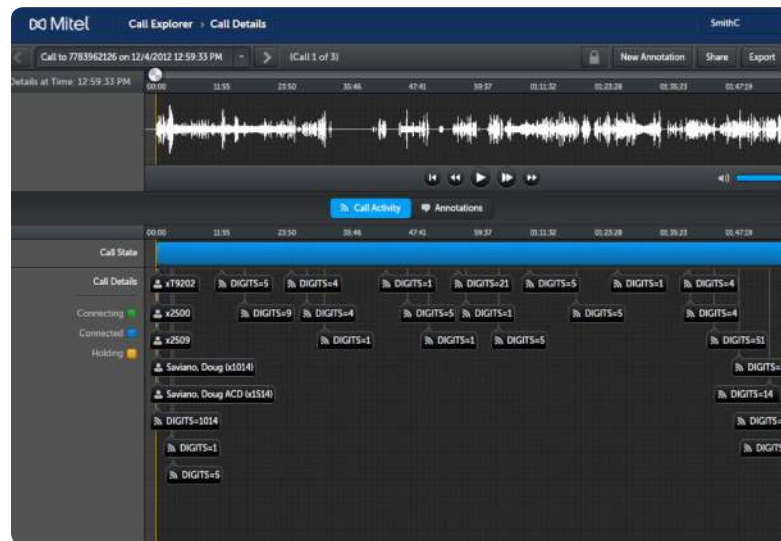 Mitel Call Explorer › Call Details SmithC
Call to 7783962126 on 12/4/2012 12:59:33 PM (Call 1 of 3) New Annotation Share Export
Details at Time: 12:59:33 PM
00:00 11:55 23:50 35:46 47:41 59:37 01:11:32 01:23:28 01:35:23 01:47:19
Call Activity Annotations
00:00 11:55 23:50 35:46 47:41 59:37 01:11:32 01:23:28 01:35:23 01:47:19
Call State
Call Details xT9202 DIGITS=5 DIGITS=4 DIGITS=1 DIGITS=21 DIGITS=5 DIGITS=1 DIGITS=4
Connecting x2500 DIGITS=9 DIGITS=4 DIGITS=5 DIGITS=1 DIGITS=5 DIGITS=4
Connected x2509 DIGITS=1 DIGITS=1 DIGITS=5 DIGITS=51
Holding
Saviano, Doug (x1014) DIGITS=
Saviano, Doug ACD (x1514) DIGITS=14
DIGITS=1014 DIGITS=
DIGITS=1 DIGITS
DIGITS=5